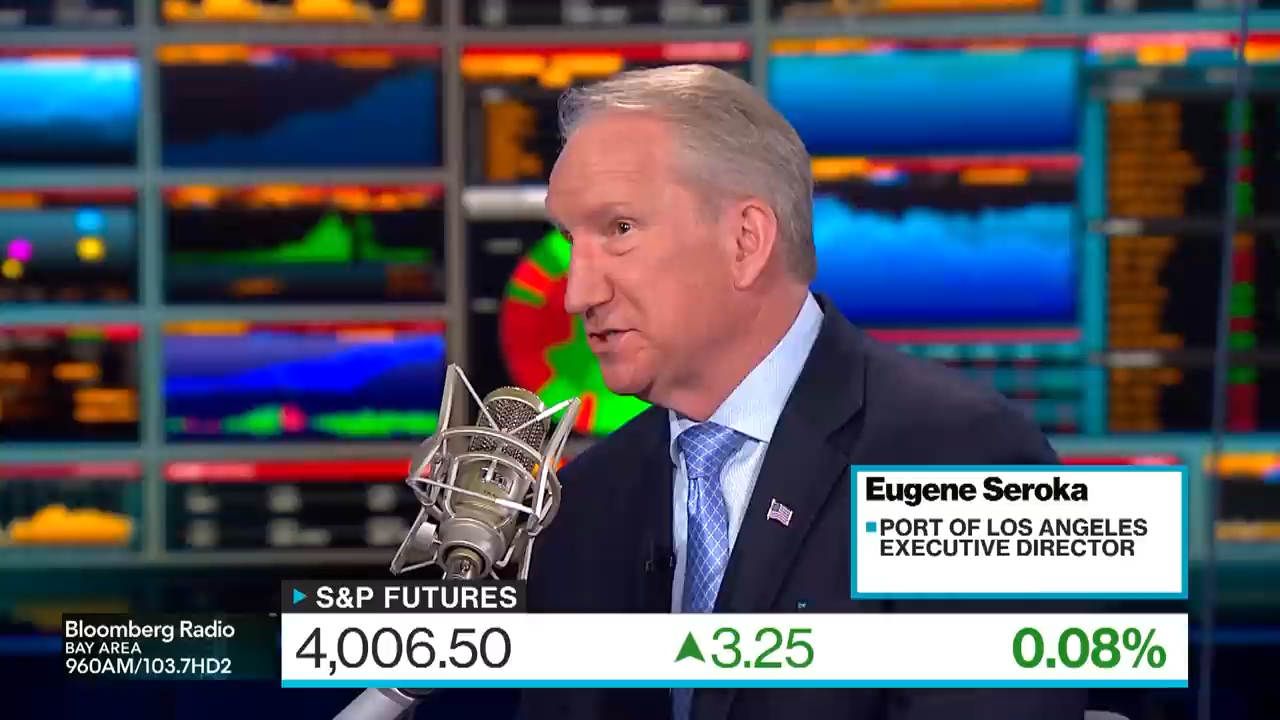 Eugene Seroka
PORT OF LOS ANGELES
EXECUTIVE DIRECTOR
S&P FUTURES
4,006.50 ▲3.25 0.08%
Bloomberg Radio
BAY AREA
960AM/103.7HD2